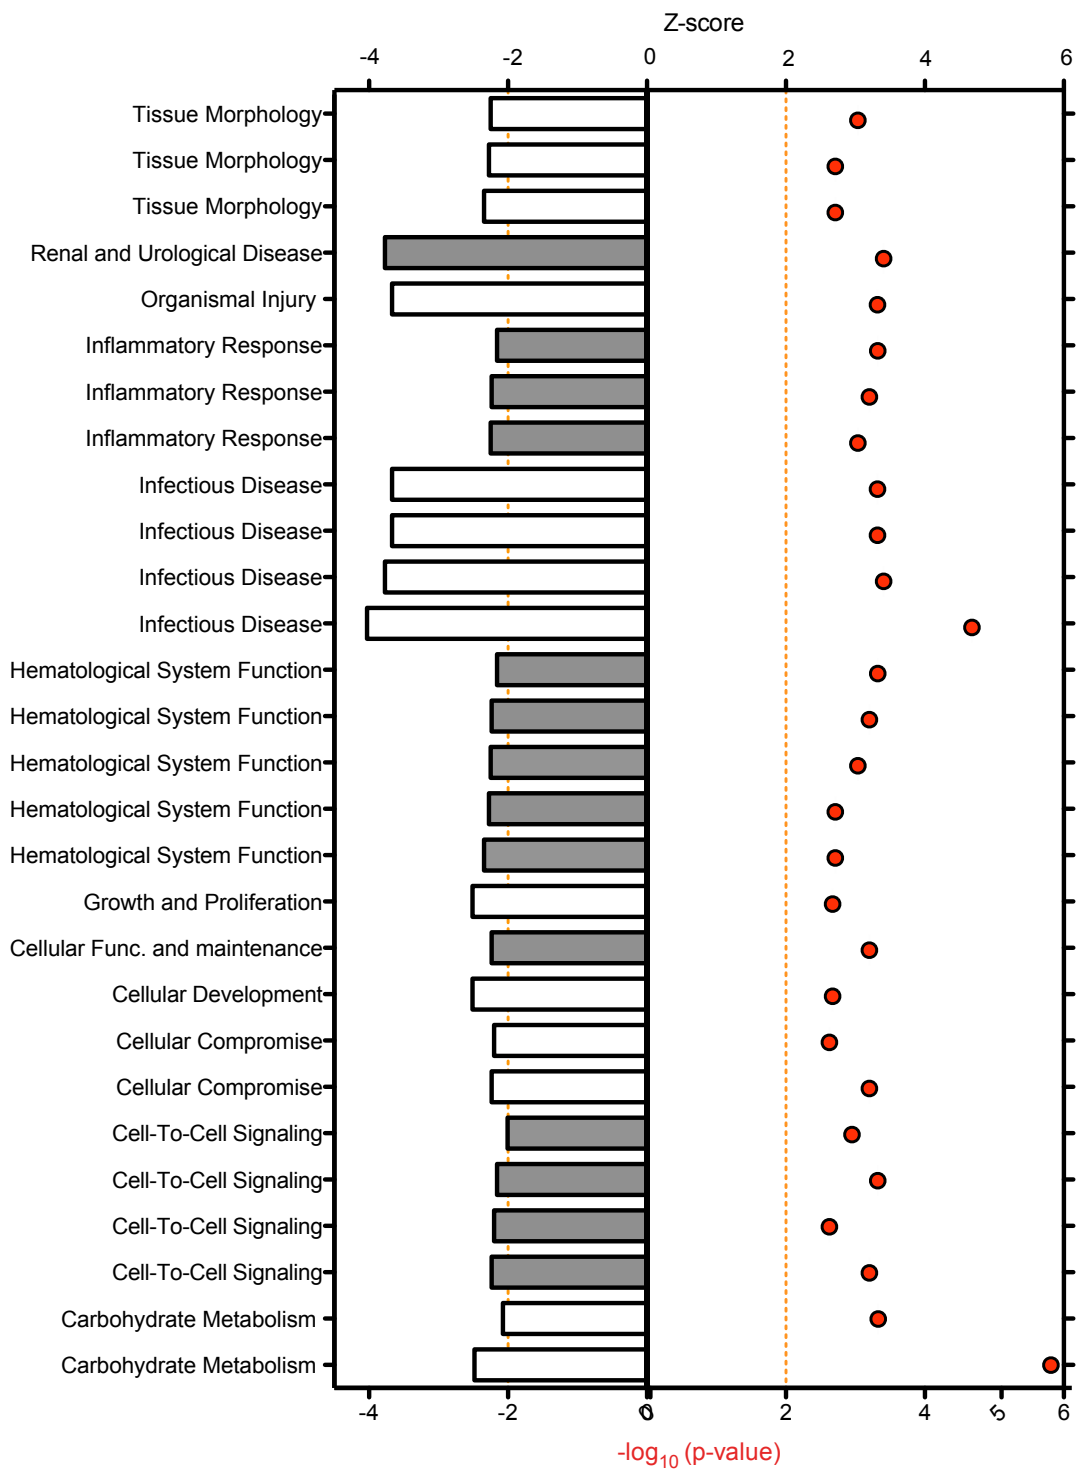 Z-score
-4 -2 0 2 4 6
Tissue Morphology
Tissue Morphology
Tissue Morphology
Renal and Urological Disease
Organismal Injury
Inflammatory Response
Inflammatory Response
Inflammatory Response
Infectious Disease
Infectious Disease
Infectious Disease
Infectious Disease
Hematological System Function
Hematological System Function
Hematological System Function
Hematological System Function
Hematological System Function
Growth and Proliferation
Cellular Func. and maintenance
Cellular Development
Cellular Compromise
Cellular Compromise
Cell-To-Cell Signaling
Cell-To-Cell Signaling
Cell-To-Cell Signaling
Cell-To-Cell Signaling
Carbohydrate Metabolism
Carbohydrate Metabolism
-4 -2 0 2 4 5 6
-log10 (p-value)